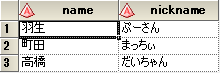 name nickname
1 羽生 ぷーさん
2 町田 まっちぃ
3 高橋 だいちゃん